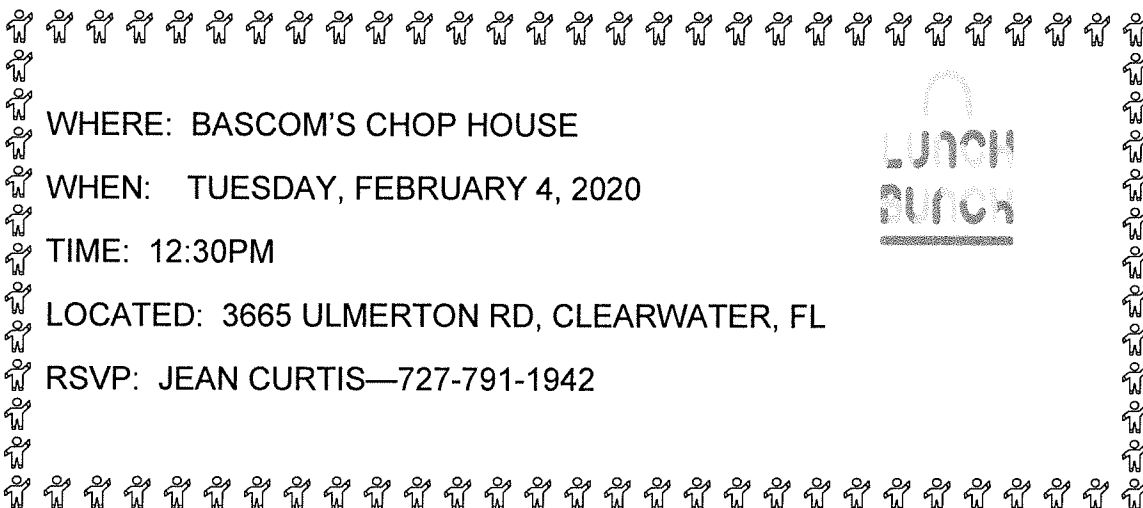 WHERE: BASCOM'S CHOP HOUSE
WHEN: TUESDAY, FEBRUARY 4, 2020
TIME: 12:30PM
LOCATED: 3665 ULMERTON RD, CLEARWATER, FL
RSVP: JEAN CURTIS—727-791-1942
LUNCH
BUNCH